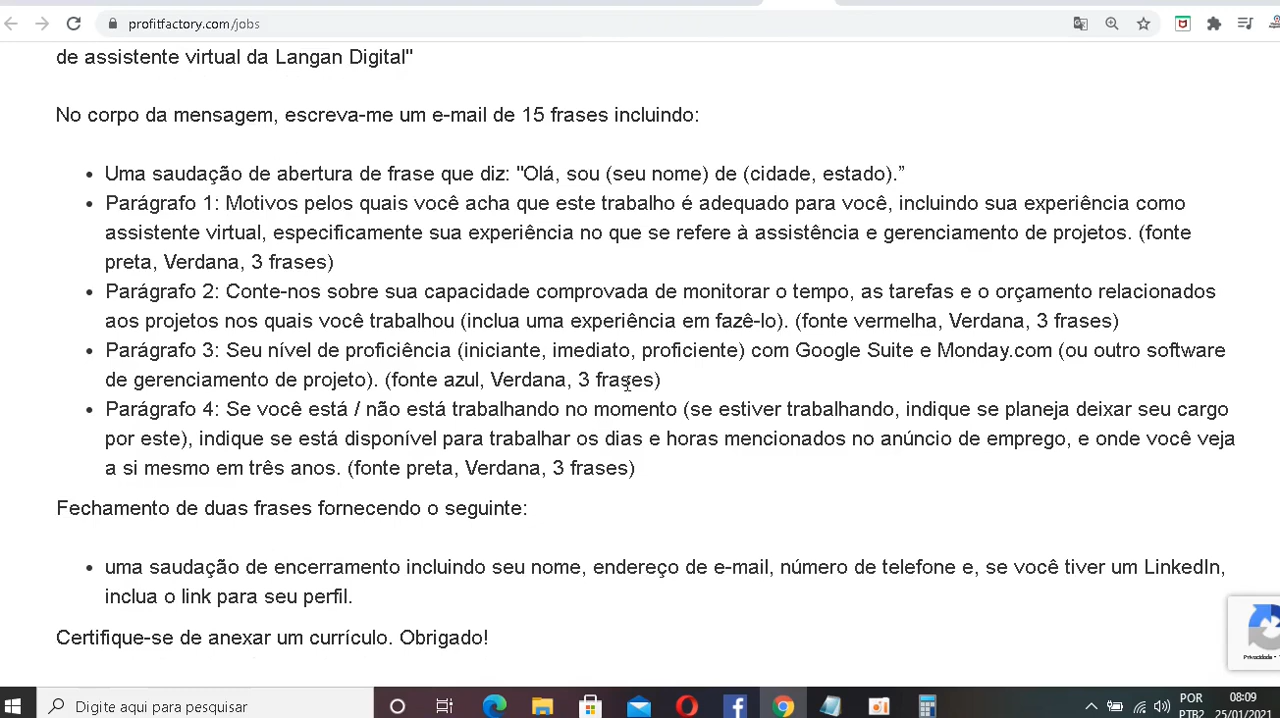 profitfactory.com/jobs
de assistente virtual da Langan Digital"
No corpo da mensagem, escreva-me um e-mail de 15 frases incluindo:
• Uma saudação de abertura de frase que diz: "Olá, sou (seu nome) de (cidade, estado).”
• Parágrafo 1: Motivos pelos quais você acha que este trabalho é adequado para você, incluindo sua experiência como
assistente virtual, especificamente sua experiência no que se refere à assistência e gerenciamento de projetos. (fonte
preta, Verdana, 3 frases)
• Parágrafo 2: Conte-nos sobre sua capacidade comprovada de monitorar o tempo, as tarefas e o orçamento relacionados
aos projetos nos quais você trabalhou (inclua uma experiência em fazê-lo). (fonte vermelha, Verdana, 3 frases)
• Parágrafo 3: Seu nível de proficiência (iniciante, imediato, proficiente) com Google Suite e Monday.com (ou outro software
de gerenciamento de projeto). (fonte azul, Verdana, 3 frases)
• Parágrafo 4: Se você está / não está trabalhando no momento (se estiver trabalhando, indique se planeja deixar seu cargo
por este), indique se está disponível para trabalhar os dias e horas mencionados no anúncio de emprego, e onde você veja
a si mesmo em três anos. (fonte preta, Verdana, 3 frases)
Fechamento de duas frases fornecendo o seguinte:
• uma saudação de encerramento incluindo seu nome, endereço de e-mail, número de telefone e, se você tiver um LinkedIn,
inclua o link para seu perfil.
Certifique-se de anexar um currículo. Obrigado!
Privacidade -
Digite aqui para pesquisar
POR
PTB2
08:09
25/01/2021